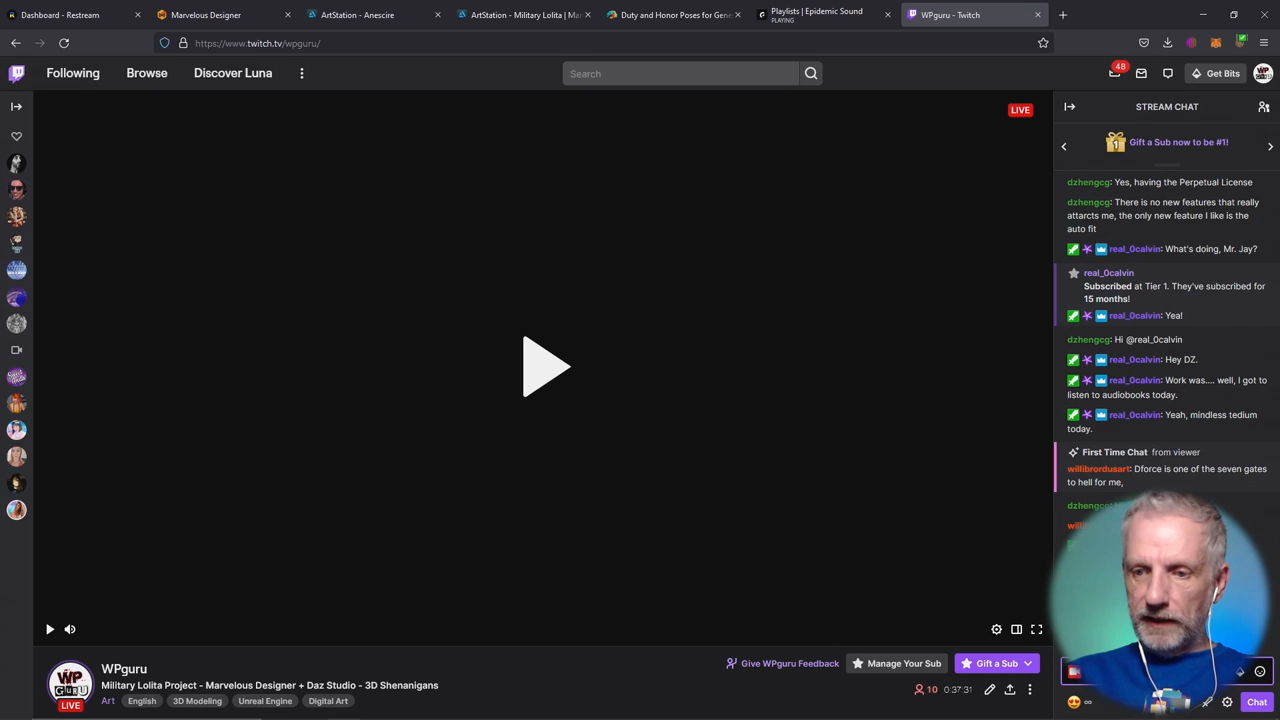 Dashboard - Restream
Marvelous Designer
ArtStation - Anescire
ArtStation - Military Lolita | Mar
Duty and Honor Poses for Gene
Playlists | Epidemic Sound
PLAYING
WPguru - Twitch
https://www.twitch.tv/wpguru/
Following
Browse
Discover Luna
Search
48
Get Bits
LIVE
STREAM CHAT
1
Gift a Sub now to be #1!
dzhengcg: Yes, having the Perpetual License
dzhengcg: There is no new features that really
attarcts me, the only new feature I like is the
auto fit
real_0calvin: What's doing, Mr. Jay?
real_0calvin
Subscribed at Tier 1. They've subscribed for
15 months!
real_0calvin: Yea!
dzhengcg: Hi @real_0calvin
real_0calvin: Hey DZ.
real_0calvin: Work was.... well, I got to
listen to audiobooks today.
real_0calvin: Yeah, mindless tedium
today.
First Time Chat from viewer
willibrordusart: Dforce is one of the seven gates
to hell for me,
dzhengcg:
WP
GURU
LIVE
WPguru
Military Lolita Project - Marvelous Designer + Daz Studio - 3D Shenanigans
Art
English
3D Modeling
Unreal Engine
Digital Art
Give WPguru Feedback
Manage Your Sub
Gift a Sub
10
0:37:31
Chat